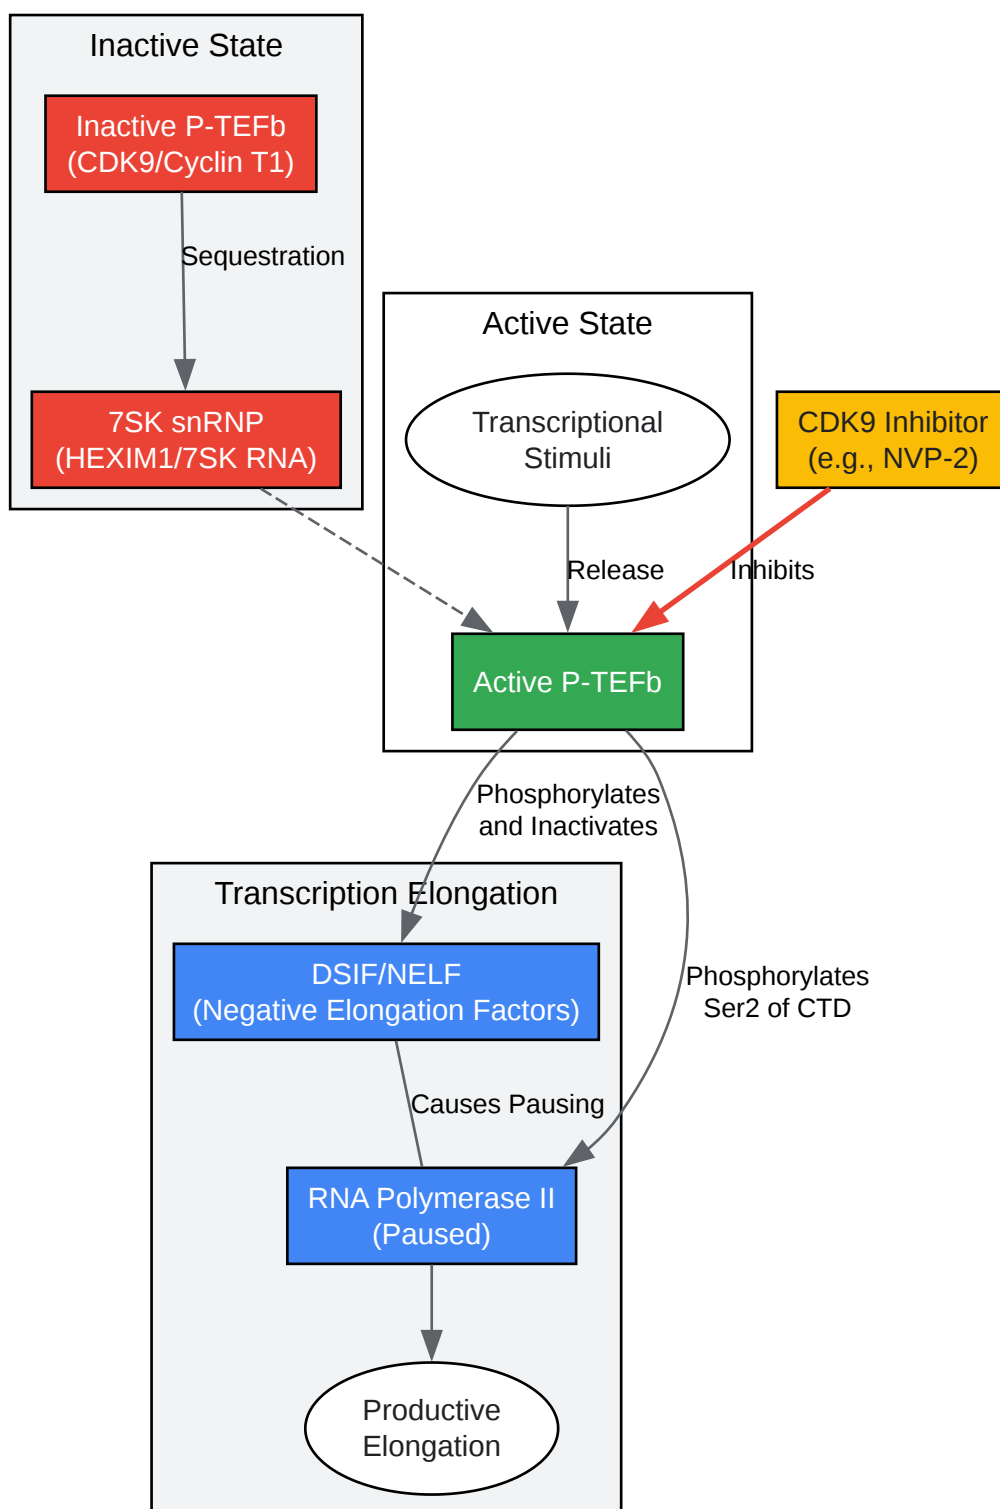 Inactive State
Inactive P-TEFb
(CDK9/Cyclin T1)
Sequestration
7SK snRNP
(HEXIM1/7SK RNA)
Active State
Transcriptional
Stimuli
CDK9 Inhibitor
(e.g., NVP-2)
Release
Inhibits
Active P-TEFb
Phosphorylates
and Inactivates
Transcription Elongation
DSIF/NELF
(Negative Elongation Factors)
Phosphorylates
Ser2 of CTD
Causes Pausing
RNA Polymerase II
(Paused)
Productive
Elongation